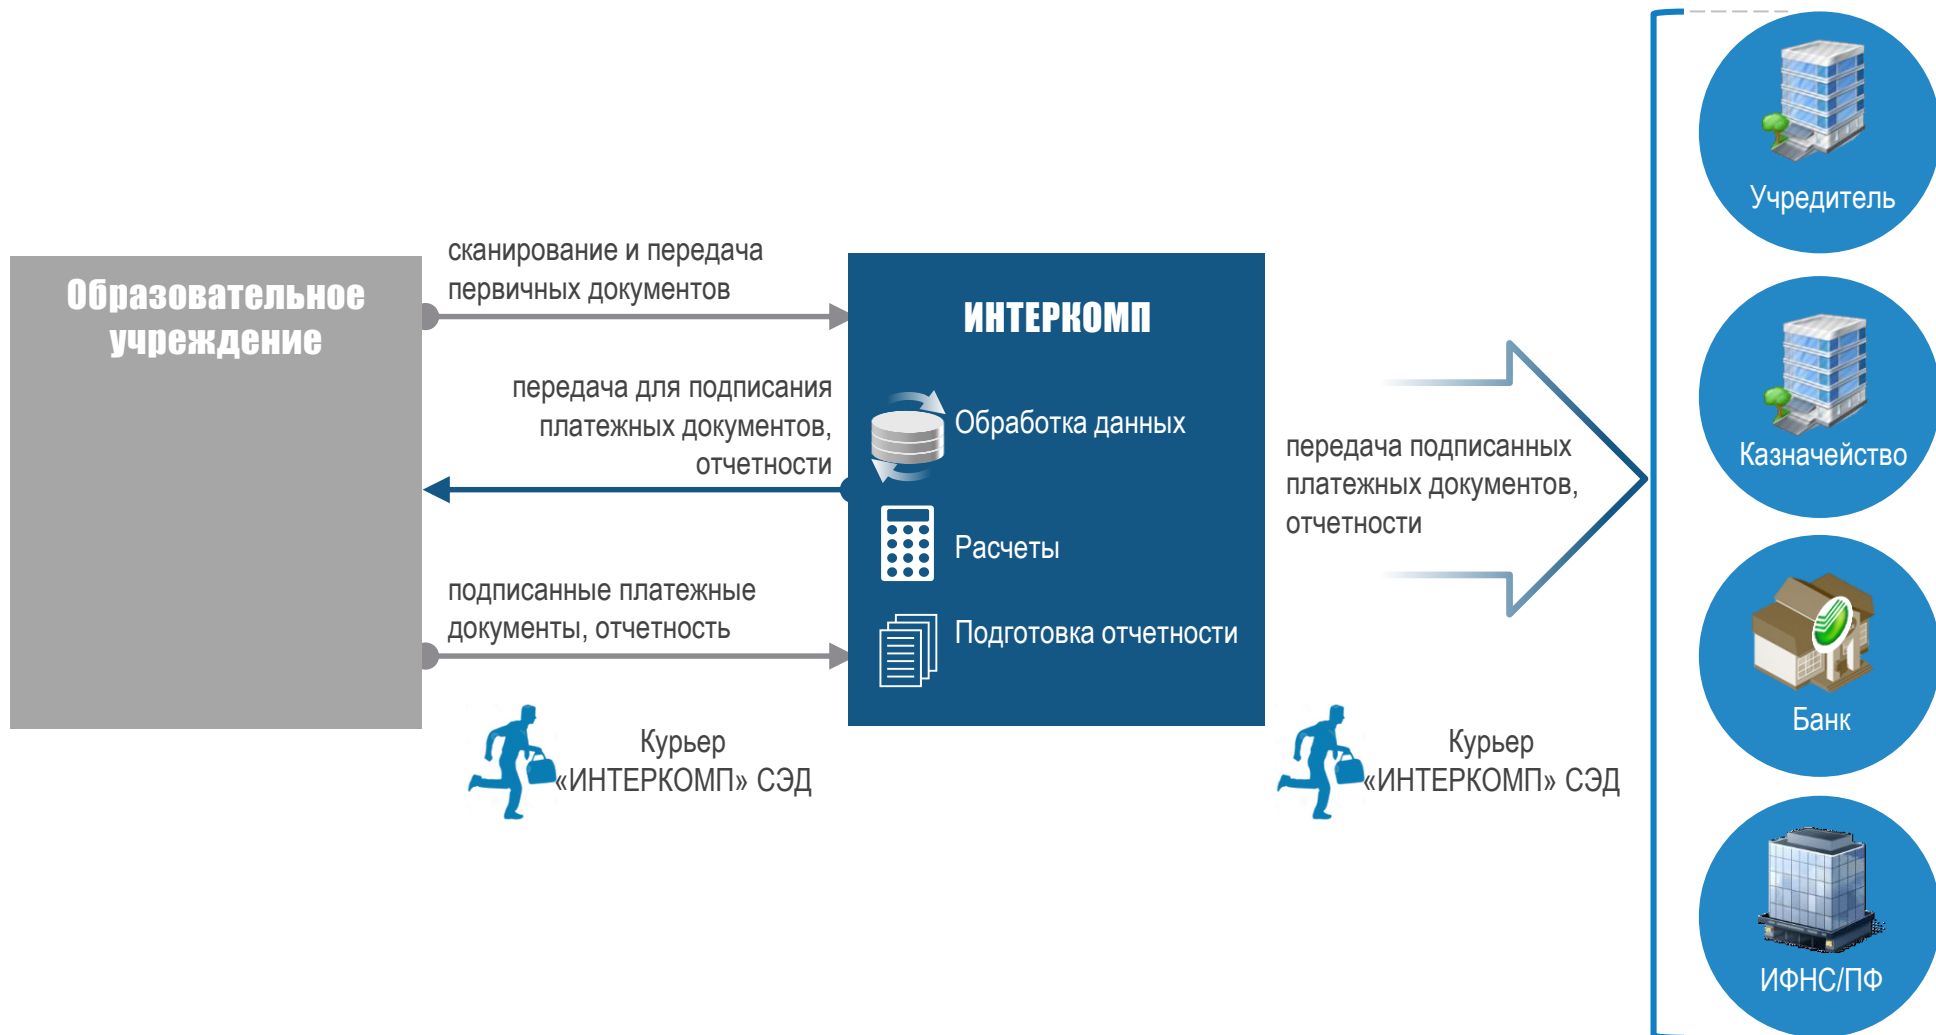 Образовательное
учреждение
сканирование и передача
первичных документов
передача для подписания
платежных документов,
отчетности
подписанные платежные
документы, отчетность
Курьер
«ИНТЕРКОМП» СЭД
ИНТЕРКОМП
Обработка данных
Расчеты
Подготовка отчетности
передача подписанных
платежных документов,
отчетности
Курьер
«ИНТЕРКОМП» СЭД
Учредитель
Казначейство
Банк
ИФНС/ПФ